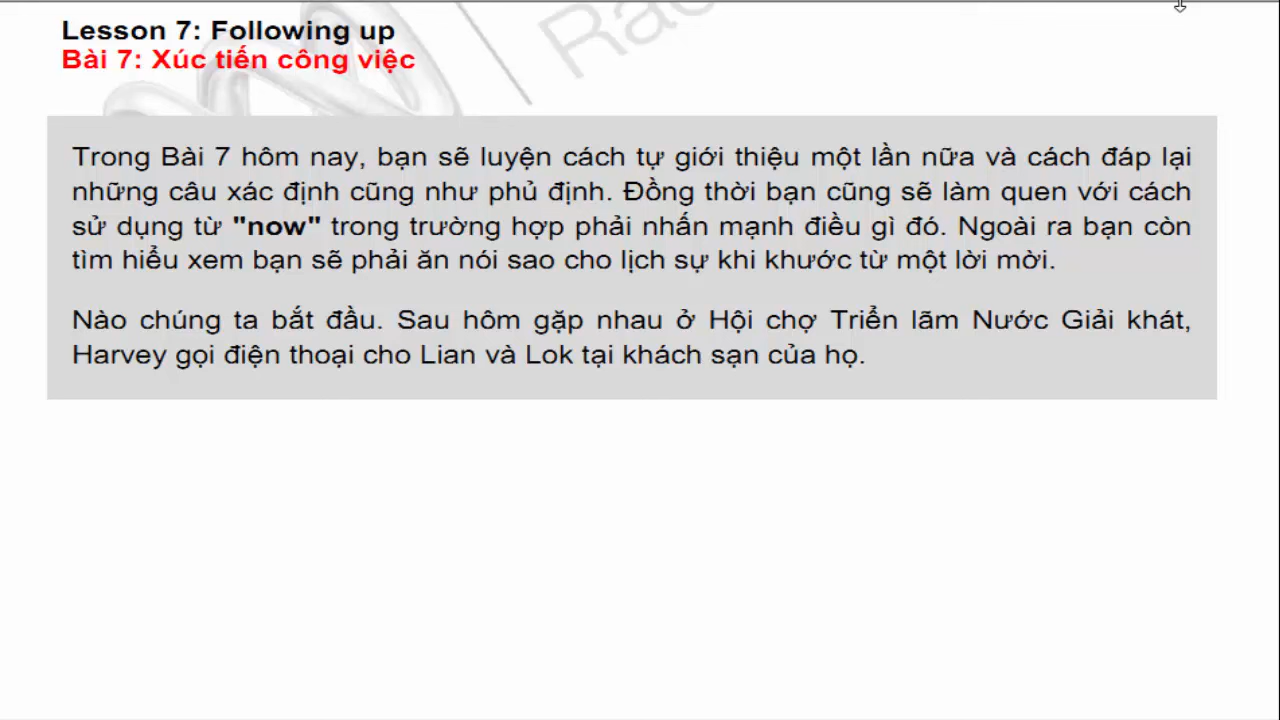 Lesson 7: Following up
Bài 7: Xúc tiến công việc
Trong Bài 7 hôm nay, bạn sẽ luyện cách tự giới thiệu một lần nữa và cách đáp lại
những câu xác định cũng như phủ định. Đồng thời bạn cũng sẽ làm quen với cách
sử dụng từ "now" trong trường hợp phải nhấn mạnh điều gì đó. Ngoài ra bạn còn
tìm hiểu xem bạn sẽ phải ăn nói sao cho lịch sự khi khước từ một lời mời.
Nào chúng ta bắt đầu. Sau hôm gặp nhau ở Hội chợ Triển lãm Nước Giải khát,
Harvey gọi điện thoại cho Lian và Lok tại khách sạn của họ.